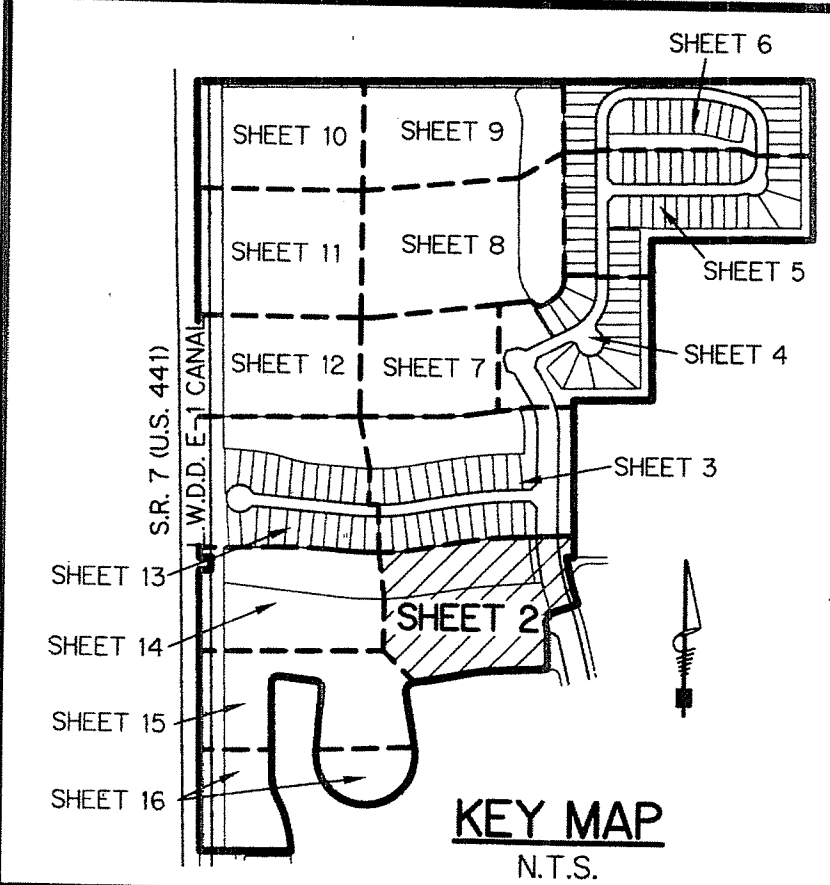 SHEET 6
SHEET 10
SHEET 9
SHEET 11
SHEET 8
SHEET 5
SHEET 12
SHEET 7
SHEET 4
S.R. 7 (U.S. 441)
L.W.D.D. E-1 CANAL
SHEET 3
SHEET 13
SHEET 2
SHEET 14
SHEET 15
SHEET 16
KEY MAP
N.T.S.